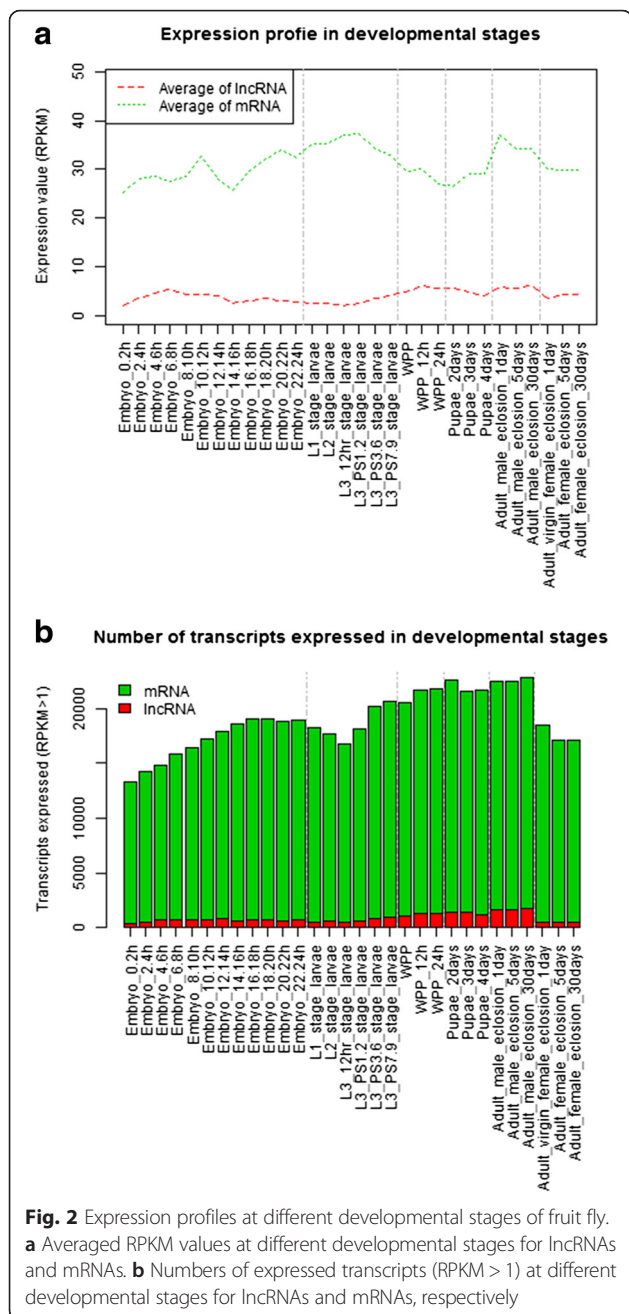 a
Expression profie in developmental stages
Average of lncRNA
Average of mRNA
Expression value (RPKM)
50
40
30
20
10
0
Embryo_0.2h
Embryo_2.4h
Embryo_4.6h
Embryo_6.8h
Embryo_8.10h
Embryo_10.12h
Embryo_12.14h
Embryo_14.16h
Embryo_16.18h
Embryo_18.20h
Embryo_20.22h
Embryo_22.24h
L1_stage_larvae
L2_stage_larvae
L3_12hr_stage_larvae
L3_PS1.2_stage_larvae
L3_PS3.6_stage_larvae
L3_PS7.9_stage_larvae
WPP
WPP_12h
WPP_24h
Pupae_2days
Pupae_3days
Pupae_4days
Adult_male_eclosion_1day
Adult_male_eclosion_5days
Adult_male_eclosion_30days
Adult_virgin_female_eclosion_1day
Adult_female_eclosion_5days
Adult_female_eclosion_30days
b
Number of transcripts expressed in developmental stages
mRNA
lncRNA
Transcripts expressed (RPKM>1)
20000
10000
5000
0
Embryo_0.2h
Embryo_2.4h
Embryo_4.6h
Embryo_6.8h
Embryo_8.10h
Embryo_10.12h
Embryo_12.14h
Embryo_14.16h
Embryo_16.18h
Embryo_18.20h
Embryo_20.22h
Embryo_22.24h
L1_stage_larvae
L2_stage_larvae
L3_12hr_stage_larvae
L3_PS1.2_stage_larvae
L3_PS3.6_stage_larvae
L3_PS7.9_stage_larvae
WPP
WPP_12h
WPP_24h
Pupae_2days
Pupae_3days
Pupae_4days
Adult_male_eclosion_1day
Adult_male_eclosion_5days
Adult_male_eclosion_30days
Adult_virgin_female_eclosion_1day
Adult_female_eclosion_5days
Adult_female_eclosion_30days
Fig. 2 Expression profiles at different developmental stages of fruit fly.
a Averaged RPKM values at different developmental stages for lncRNAs
and mRNAs. b Numbers of expressed transcripts (RPKM > 1) at different
developmental stages for lncRNAs and mRNAs, respectively